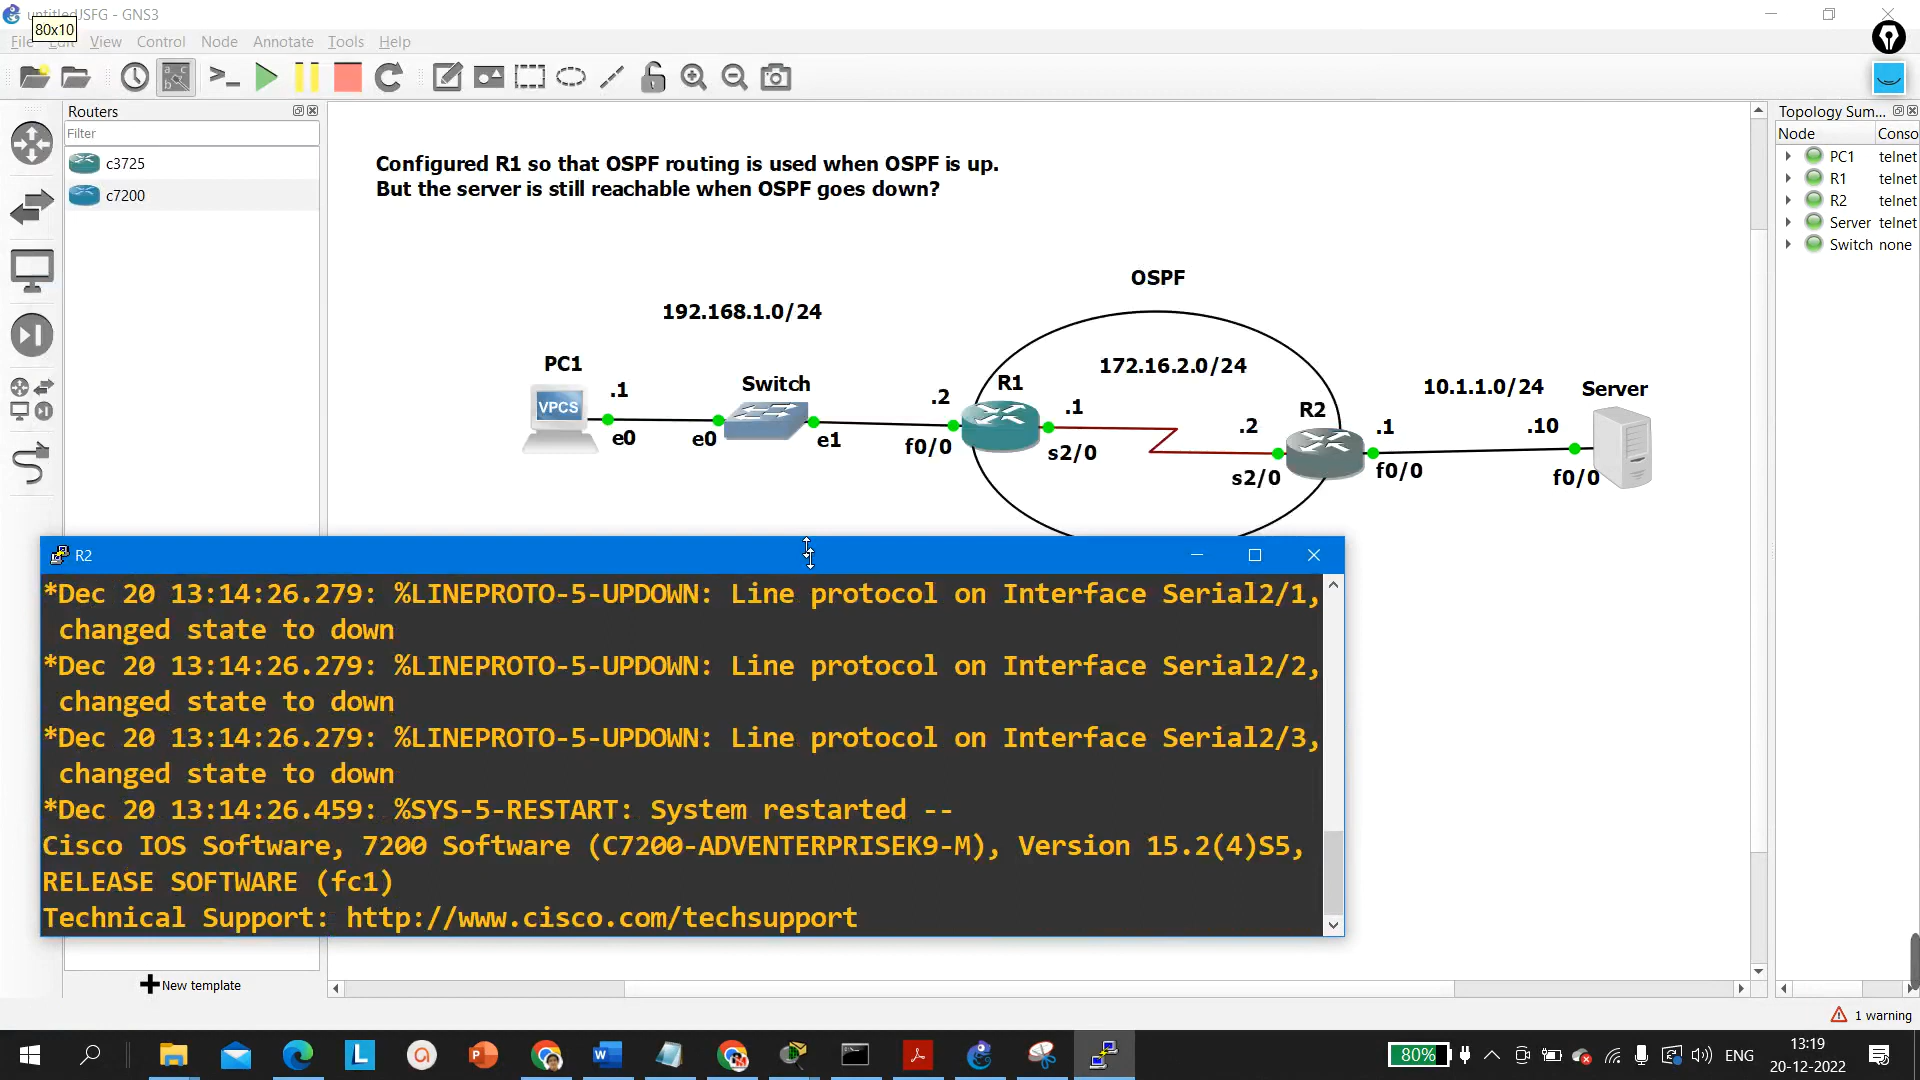 untitledJSFG - GNS3
80x10
File Edit View Control Node Annotate Tools Help
Routers
Filter
c3725
c7200
New template
Configured R1 so that OSPF routing is used when OSPF is up.
But the server is still reachable when OSPF goes down?
OSPF
192.168.1.0/24
172.16.2.0/24
10.1.1.0/24
PC1
VPCS
.1
e0
Switch
e0
e1
.2
f0/0
R1
.1
s2/0
.2
s2/0
R2
.1
f0/0
.10
f0/0
Server
Topology Sum...
Node Conso
PC1 telnet
R1 telnet
R2 telnet
Server telnet
Switch none
R2
*Dec 20 13:14:26.279: %LINEPROTO-5-UPDOWN: Line protocol on Interface Serial2/1,
changed state to down
*Dec 20 13:14:26.279: %LINEPROTO-5-UPDOWN: Line protocol on Interface Serial2/2,
changed state to down
*Dec 20 13:14:26.279: %LINEPROTO-5-UPDOWN: Line protocol on Interface Serial2/3,
changed state to down
*Dec 20 13:14:26.459: %SYS-5-RESTART: System restarted --
Cisco IOS Software, 7200 Software (C7200-ADVENTERPRISEK9-M), Version 15.2(4)S5,
RELEASE SOFTWARE (fc1)
Technical Support: http://www.cisco.com/techsupport
1 warning
80%
ENG
13:19
20-12-2022